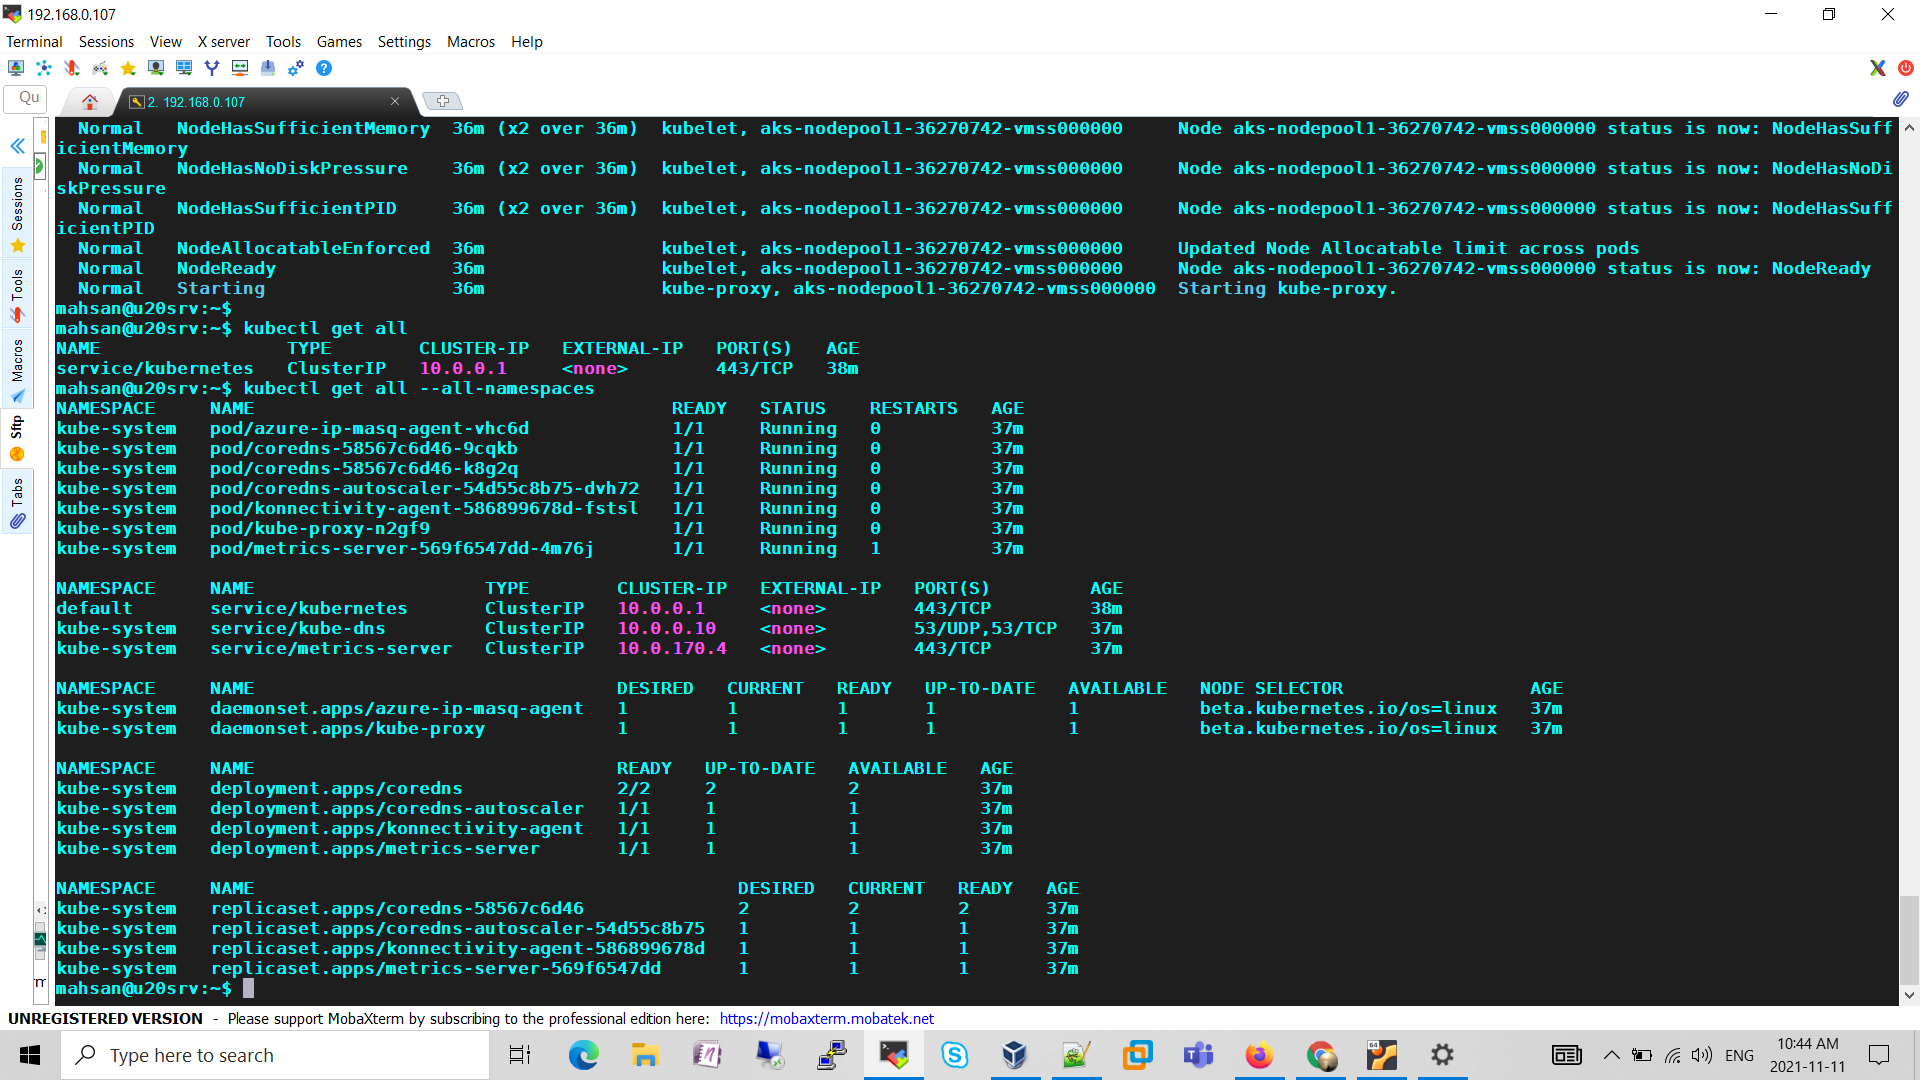 192.168.0.107
Terminal Sessions View X server Tools Games Settings Macros Help
Qu
2. 192.168.0.107
Sessions
Tools
Macros
Sftp
Tabs
Normal NodeHasSufficientMemory 36m (x2 over 36m) kubelet, aks-nodepool1-36270742-vmss000000 Node aks-nodepool1-36270742-vmss000000 status is now: NodeHasSuff
icientMemory
Normal NodeHasNoDiskPressure 36m (x2 over 36m) kubelet, aks-nodepool1-36270742-vmss000000 Node aks-nodepool1-36270742-vmss000000 status is now: NodeHasNoDi
skPressure
Normal NodeHasSufficientPID 36m (x2 over 36m) kubelet, aks-nodepool1-36270742-vmss000000 Node aks-nodepool1-36270742-vmss000000 status is now: NodeHasSuff
icientPID
Normal NodeAllocatableEnforced 36m kubelet, aks-nodepool1-36270742-vmss000000 Updated Node Allocatable limit across pods
Normal NodeReady 36m kubelet, aks-nodepool1-36270742-vmss000000 Node aks-nodepool1-36270742-vmss000000 status is now: NodeReady
Normal Starting 36m kube-proxy, aks-nodepool1-36270742-vmss000000 Starting kube-proxy.
mahsan@u20srv:~$
mahsan@u20srv:~$ kubectl get all
NAME TYPE CLUSTER-IP EXTERNAL-IP PORT(S) AGE
service/kubernetes ClusterIP 10.0.0.1 <none> 443/TCP 38m
mahsan@u20srv:~$ kubectl get all --all-namespaces
NAMESPACE NAME READY STATUS RESTARTS AGE
kube-system pod/azure-ip-masq-agent-vhc6d 1/1 Running 0 37m
kube-system pod/coredns-58567c6d46-9cqkb 1/1 Running 0 37m
kube-system pod/coredns-58567c6d46-k8g2q 1/1 Running 0 37m
kube-system pod/coredns-autoscaler-54d55c8b75-dvh72 1/1 Running 0 37m
kube-system pod/konnectivity-agent-586899678d-fstsl 1/1 Running 0 37m
kube-system pod/kube-proxy-n2gf9 1/1 Running 0 37m
kube-system pod/metrics-server-569f6547dd-4m76j 1/1 Running 1 37m
NAMESPACE NAME TYPE CLUSTER-IP EXTERNAL-IP PORT(S) AGE
default service/kubernetes ClusterIP 10.0.0.1 <none> 443/TCP 38m
kube-system service/kube-dns ClusterIP 10.0.0.10 <none> 53/UDP,53/TCP 37m
kube-system service/metrics-server ClusterIP 10.0.170.4 <none> 443/TCP 37m
NAMESPACE NAME DESIRED CURRENT READY UP-TO-DATE AVAILABLE NODE SELECTOR AGE
kube-system daemonset.apps/azure-ip-masq-agent 1 1 1 1 1 beta.kubernetes.io/os=linux 37m
kube-system daemonset.apps/kube-proxy 1 1 1 1 1 beta.kubernetes.io/os=linux 37m
NAMESPACE NAME READY UP-TO-DATE AVAILABLE AGE
kube-system deployment.apps/coredns 2/2 2 2 37m
kube-system deployment.apps/coredns-autoscaler 1/1 1 1 37m
kube-system deployment.apps/konnectivity-agent 1/1 1 1 37m
kube-system deployment.apps/metrics-server 1/1 1 1 37m
NAMESPACE NAME DESIRED CURRENT READY AGE
kube-system replicaset.apps/coredns-58567c6d46 2 2 2 37m
kube-system replicaset.apps/coredns-autoscaler-54d55c8b75 1 1 1 37m
kube-system replicaset.apps/konnectivity-agent-586899678d 1 1 1 37m
kube-system replicaset.apps/metrics-server-569f6547dd 1 1 1 37m
mahsan@u20srv:~$
UNREGISTERED VERSION - Please support MobaXterm by subscribing to the professional edition here: https://mobaxterm.mobatek.net
Type here to search
ENG
10:44 AM
2021-11-11